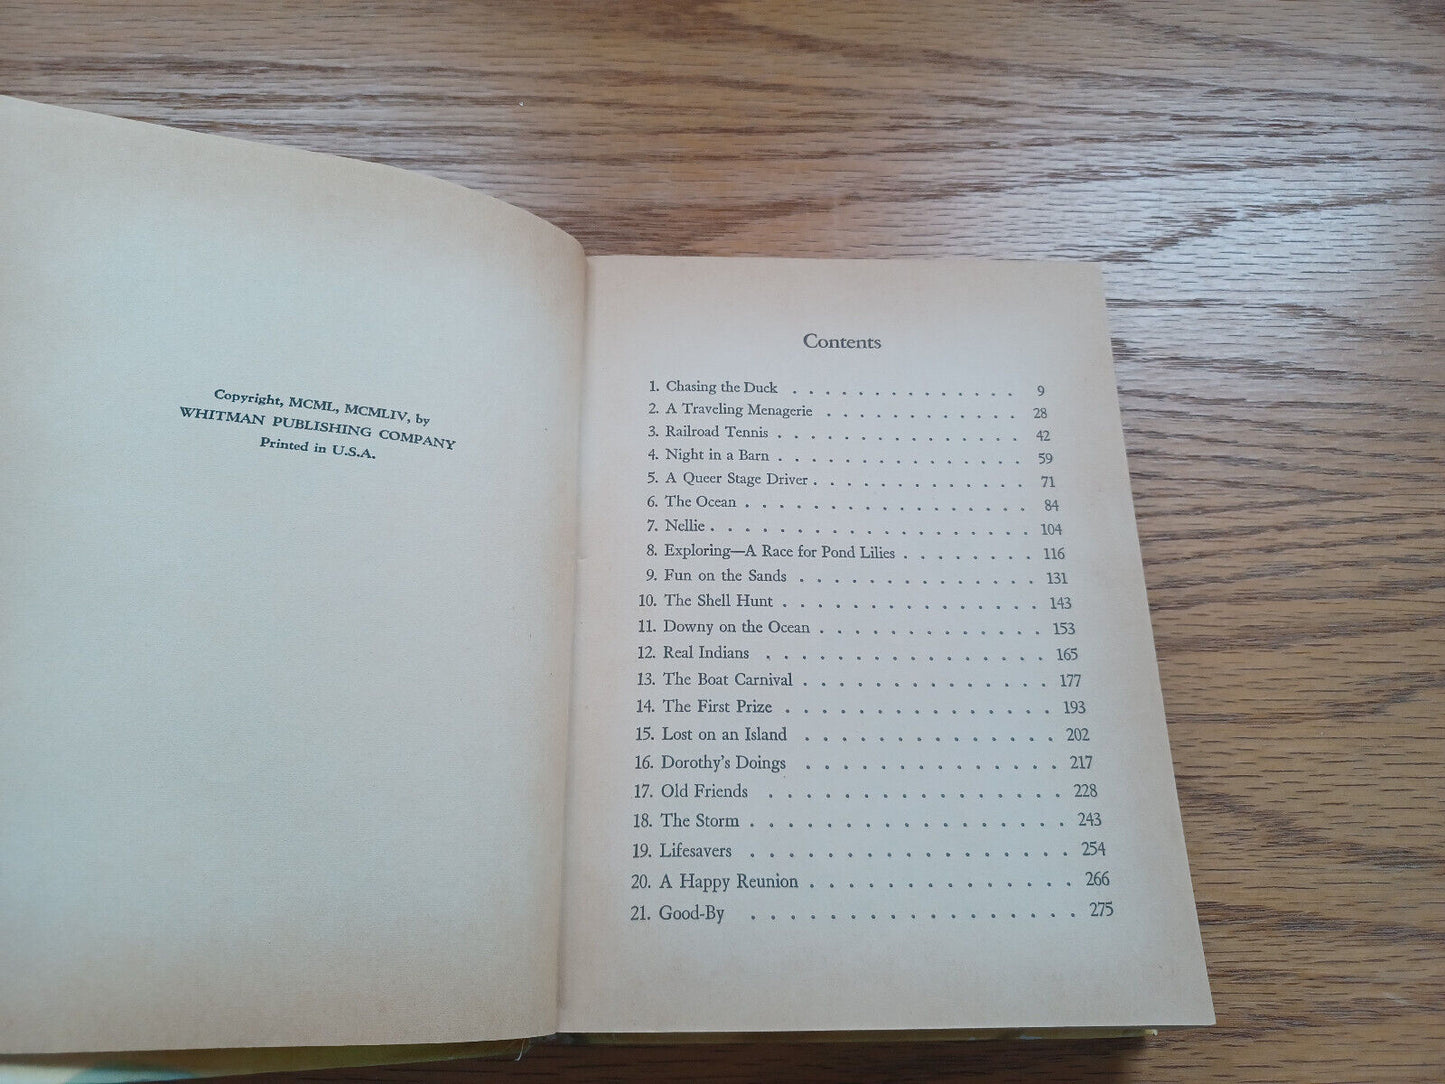 Copyright, MCML, MCMLIV, by
WHITMAN PUBLISHING COMPANY
Printed in U.S.A.
Contents
1. Chasing the Duck . . . . . . . . . . . . . 9
2. A Traveling Menagerie . . . . . . . . . . . 28
3. Railroad Tennis . . . . . . . . . . . . . 42
4. Night in a Barn . . . . . . . . . . . . . 59
5. A Queer Stage Driver . . . . . . . . . . . . 71
6. The Ocean . . . . . . . . . . . . . . . 84
7. Nellie . . . . . . . . . . . . . . . . . 104
8. Exploring—A Race for Pond Lilies . . . . . . . 116
9. Fun on the Sands . . . . . . . . . . . . . 131
10. The Shell Hunt . . . . . . . . . . . . . . 143
11. Downy on the Ocean . . . . . . . . . . . . 153
12. Real Indians . . . . . . . . . . . . . . 165
13. The Boat Carnival . . . . . . . . . . . . . 177
14. The First Prize . . . . . . . . . . . . . . 193
15. Lost on an Island . . . . . . . . . . . . . 202
16. Dorothy's Doings . . . . . . . . . . . . . 217
17. Old Friends . . . . . . . . . . . . . . . 228
18. The Storm . . . . . . . . . . . . . . . . 243
19. Lifesavers . . . . . . . . . . . . . . . . 254
20. A Happy Reunion . . . . . . . . . . . . . 266
21. Good-By . . . . . . . . . . . . . . . . 275